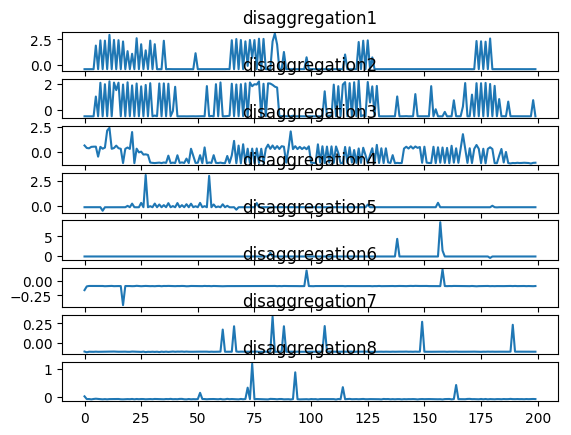 disaggregation1
2.5
0.0
disaggregation2
2
0
disaggregation3
2.5
0.0
disaggregation4
2.5
0.0
disaggregation5
5
0
disaggregation6
0.00
−0.25
disaggregation7
0.25
0.00
disaggregation8
1
0
0 25 50 75 100 125 150 175 200